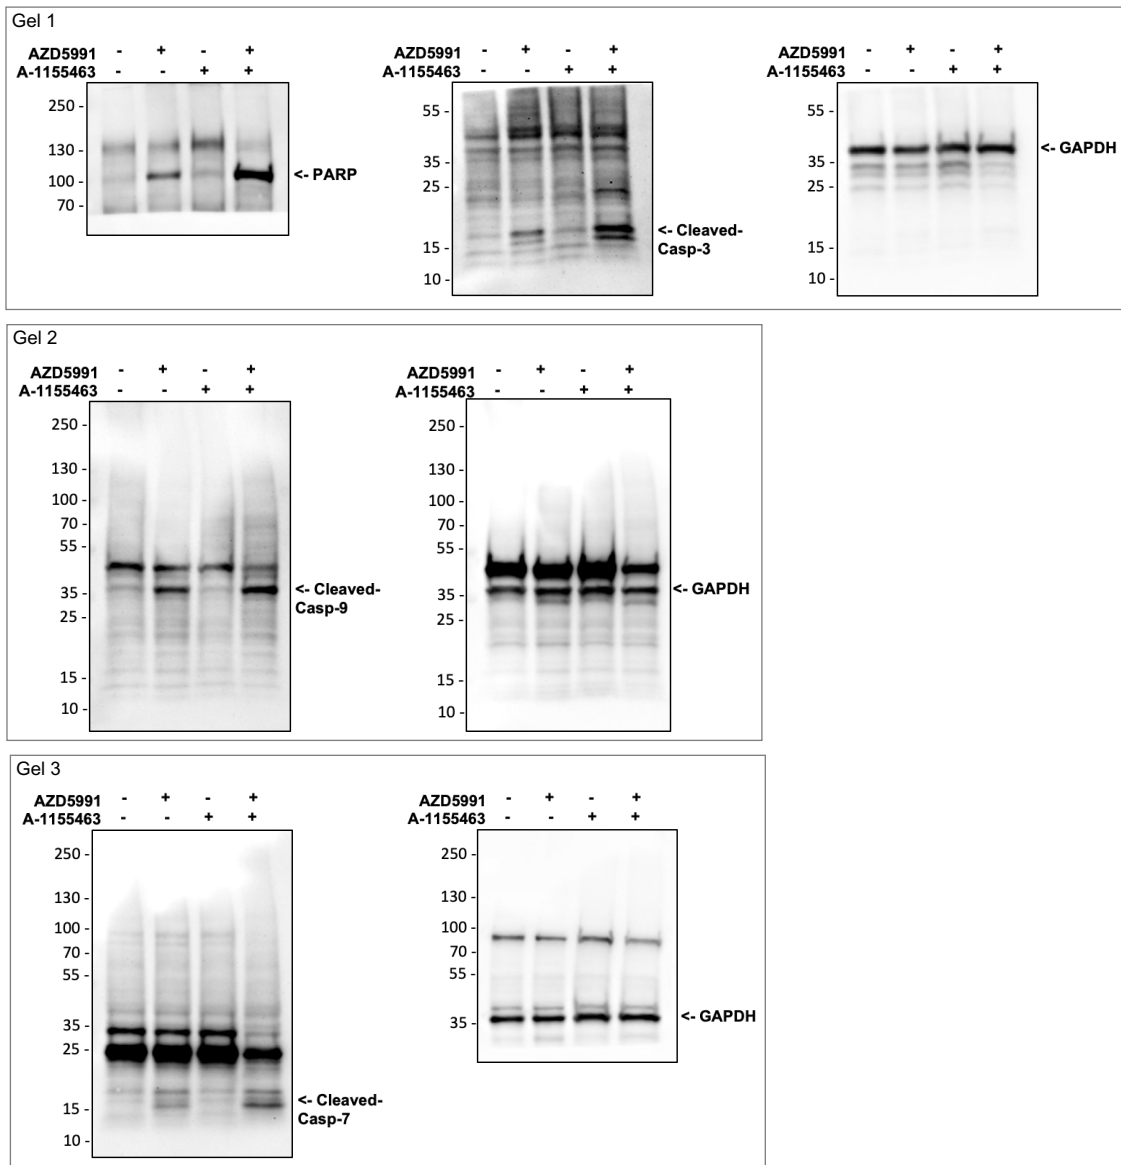 Gel 1
AZD5991 - + - +
A-1155463 - - + +
250 -
130 -
100 -
70 -
<- PARP
AZD5991 - + - +
A-1155463 - - + +
55 -
35 -
25 -
15 -
10 -
<- Cleaved-
Casp-3
AZD5991 - + - +
A-1155463 - - + +
55 -
35 -
25 -
15 -
10 -
<- GAPDH
Gel 2
AZD5991 - + - +
A-1155463 - - + +
250 -
130 -
100 -
70 -
55 -
35 -
25 -
15 -
10 -
<- Cleaved-
Casp-9
AZD5991 - + - +
A-1155463 - - + +
250 -
130 -
100 -
70 -
55 -
35 -
25 -
15 -
10 -
<- GAPDH
Gel 3
AZD5991 - + - +
A-1155463 - - + +
250 -
130 -
100 -
70 -
55 -
35 -
25 -
15 -
10 -
<- Cleaved-
Casp-7
AZD5991 - + - +
A-1155463 - - + +
250 -
130 -
100 -
70 -
55 -
35 -
<- GAPDH